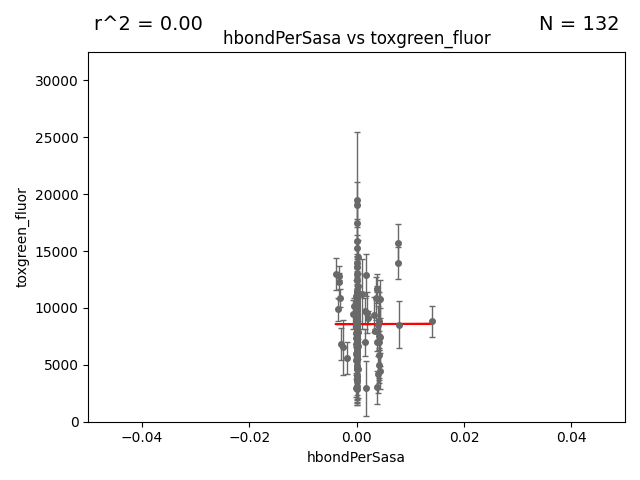 r^2 = 0.00
N = 132
hbondPerSasa vs toxgreen_fluor
30000
25000
20000
15000
10000
5000
0
toxgreen_fluor
−0.04
−0.02
0.00
0.02
0.04
hbondPerSasa